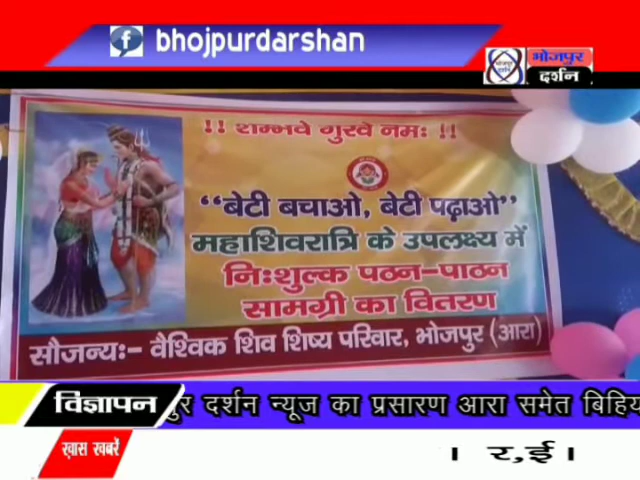 bhojpurdarshan
भोजपुर
दर्शन
!! शम्भवे गुरवे नमः !!
“बेटी बचाओ, बेटी पढ़ाओ”
महाशिवरात्रि के उपलक्ष्य में
निःशुल्क पठन-पाठन
सामग्री का वितरण
सौजन्यः- वैश्विक शिव शिष्य परिवार, भोजपुर (आरा)
विज्ञापन
पुर दर्शन न्यूज का प्रसारण आरा समेत बिहिय
ख़ास ख़बरें
। र,ई।